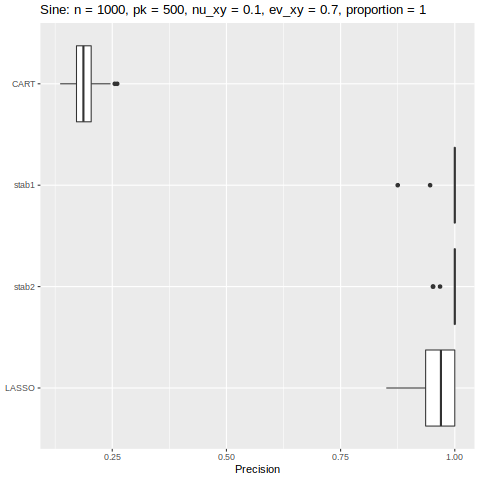 Sine: n = 1000, pk = 500, nu_xy = 0.1, ev_xy = 0.7, proportion = 1
CART
stab1
stab2
LASSO
0.25 0.50 0.75 1.00
Precision